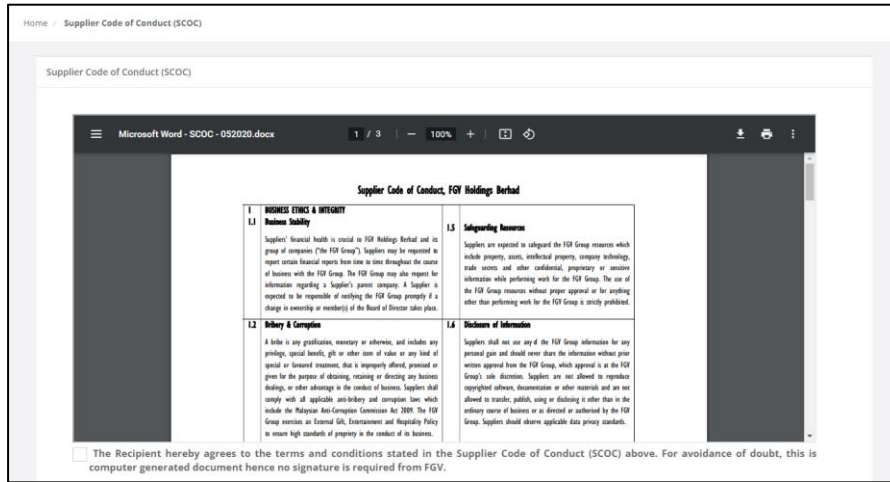 Home / Supplier Code of Conduct (SCOC)
Supplier Code of Conduct (SCOC)
Microsoft Word - SCOC - 052020.docx 1 / 3 | − 100% + |
Supplier Code of Conduct, FGV Holdings Berhad
1 BUSINESS ETHICS & INTEGRITY
1.1 Business Stability
Suppliers' financial health is crucial to FGV Holdings Berhad and its
group of companies ("the FGV Group"). Suppliers may be requested to
report certain financial reports from time to time throughout the course
of business with the FGV Group. The FGV Group may also request for
information regarding a Supplier's parent company. A Supplier is
expected to be responsible of notifying the FGV Group promptly if a
change in ownership or member(s) of the Board of Director takes place.
1.5 Safeguarding Resources
Suppliers are expected to safeguard the FGV Group resources which
include property, assets, intellectual property, company technology,
trade secrets and other confidential, proprietary or sensitive
information while performing work for the FGV Group. The use of
the FGV Group resources without proper approval or for anything
other than performing work for the FGV Group is strictly prohibited.
1.2 Bribery & Corruption
A bribe is any gratification, monetary or otherwise, and includes any
privilege, special benefit, gift or other item of value or any kind of
special or favoured treatment, that is improperly offered, promised or
given for the purpose of obtaining, retaining or directing any business
dealings, or other advantage in the conduct of business. Suppliers shall
comply with all applicable anti-bribery and corruption laws which
include the Malaysian Anti-Corruption Commission Act 2009. The FGV
Group exercises an External Gift, Entertainment and Hospitality Policy
to ensure high standards of propriety in the conduct of its business.
1.6 Disclosure of Information
Suppliers shall not use any of the FGV Group information for any
personal gain and should never share the information without prior
written approval from the FGV Group, which approval is at the FGV
Group's sole discretion. Suppliers are not allowed to reproduce
copyrighted software, documentation or other materials and are not
allowed to transfer, publish, using or disclosing it other than in the
ordinary course of business or as directed or authorised by the FGV
Group. Suppliers should observe applicable data privacy standards.
The Recipient hereby agrees to the terms and conditions stated in the Supplier Code of Conduct (SCOC) above. For avoidance of doubt, this is
computer generated document hence no signature is required from FGV.